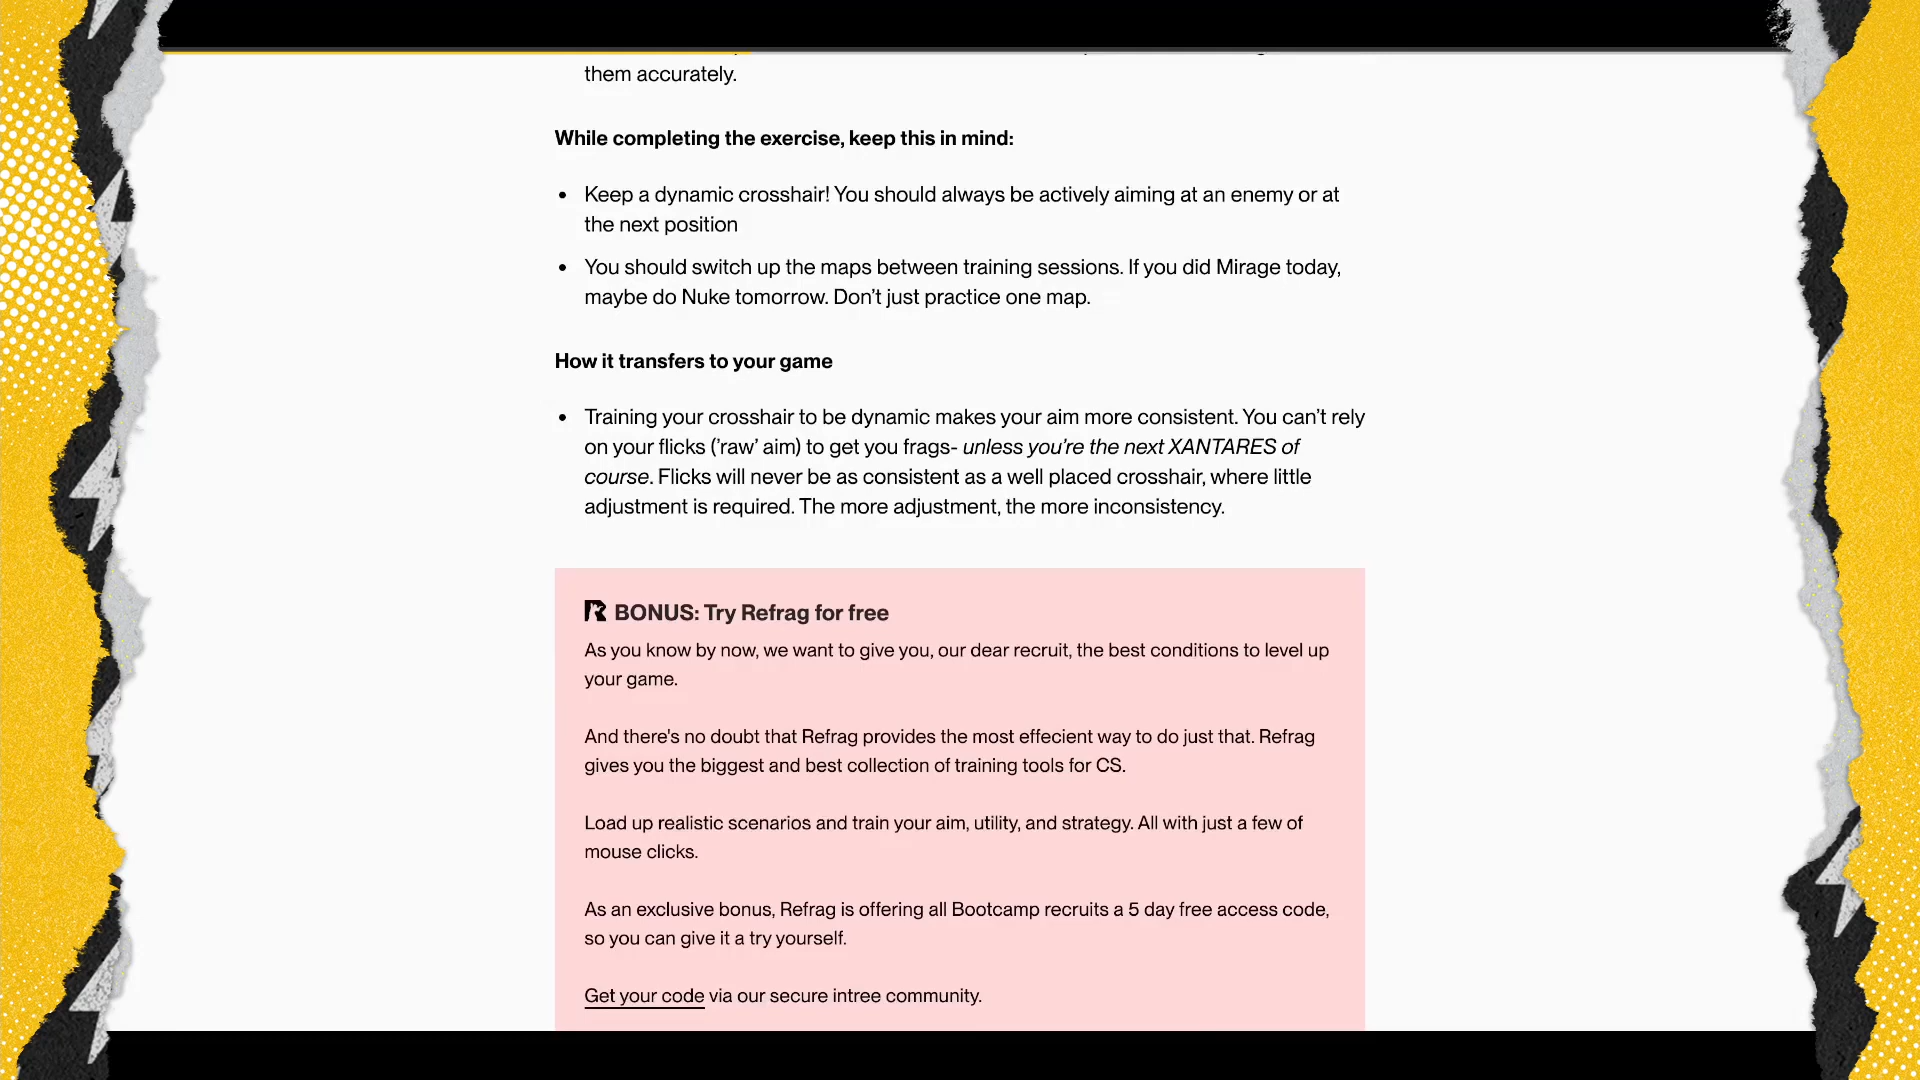 them accurately.
While completing the exercise, keep this in mind:
• Keep a dynamic crosshair! You should always be actively aiming at an enemy or at
the next position
• You should switch up the maps between training sessions. If you did Mirage today,
maybe do Nuke tomorrow. Don’t just practice one map.
How it transfers to your game
• Training your crosshair to be dynamic makes your aim more consistent. You can’t rely
on your flicks (’raw’ aim) to get you frags- unless you’re the next XANTARES of
course. Flicks will never be as consistent as a well placed crosshair, where little
adjustment is required. The more adjustment, the more inconsistency.
BONUS: Try Refrag for free
As you know by now, we want to give you, our dear recruit, the best conditions to level up
your game.
And there's no doubt that Refrag provides the most effecient way to do just that. Refrag
gives you the biggest and best collection of training tools for CS.
Load up realistic scenarios and train your aim, utility, and strategy. All with just a few of
mouse clicks.
As an exclusive bonus, Refrag is offering all Bootcamp recruits a 5 day free access code,
so you can give it a try yourself.
Get your code via our secure intree community.